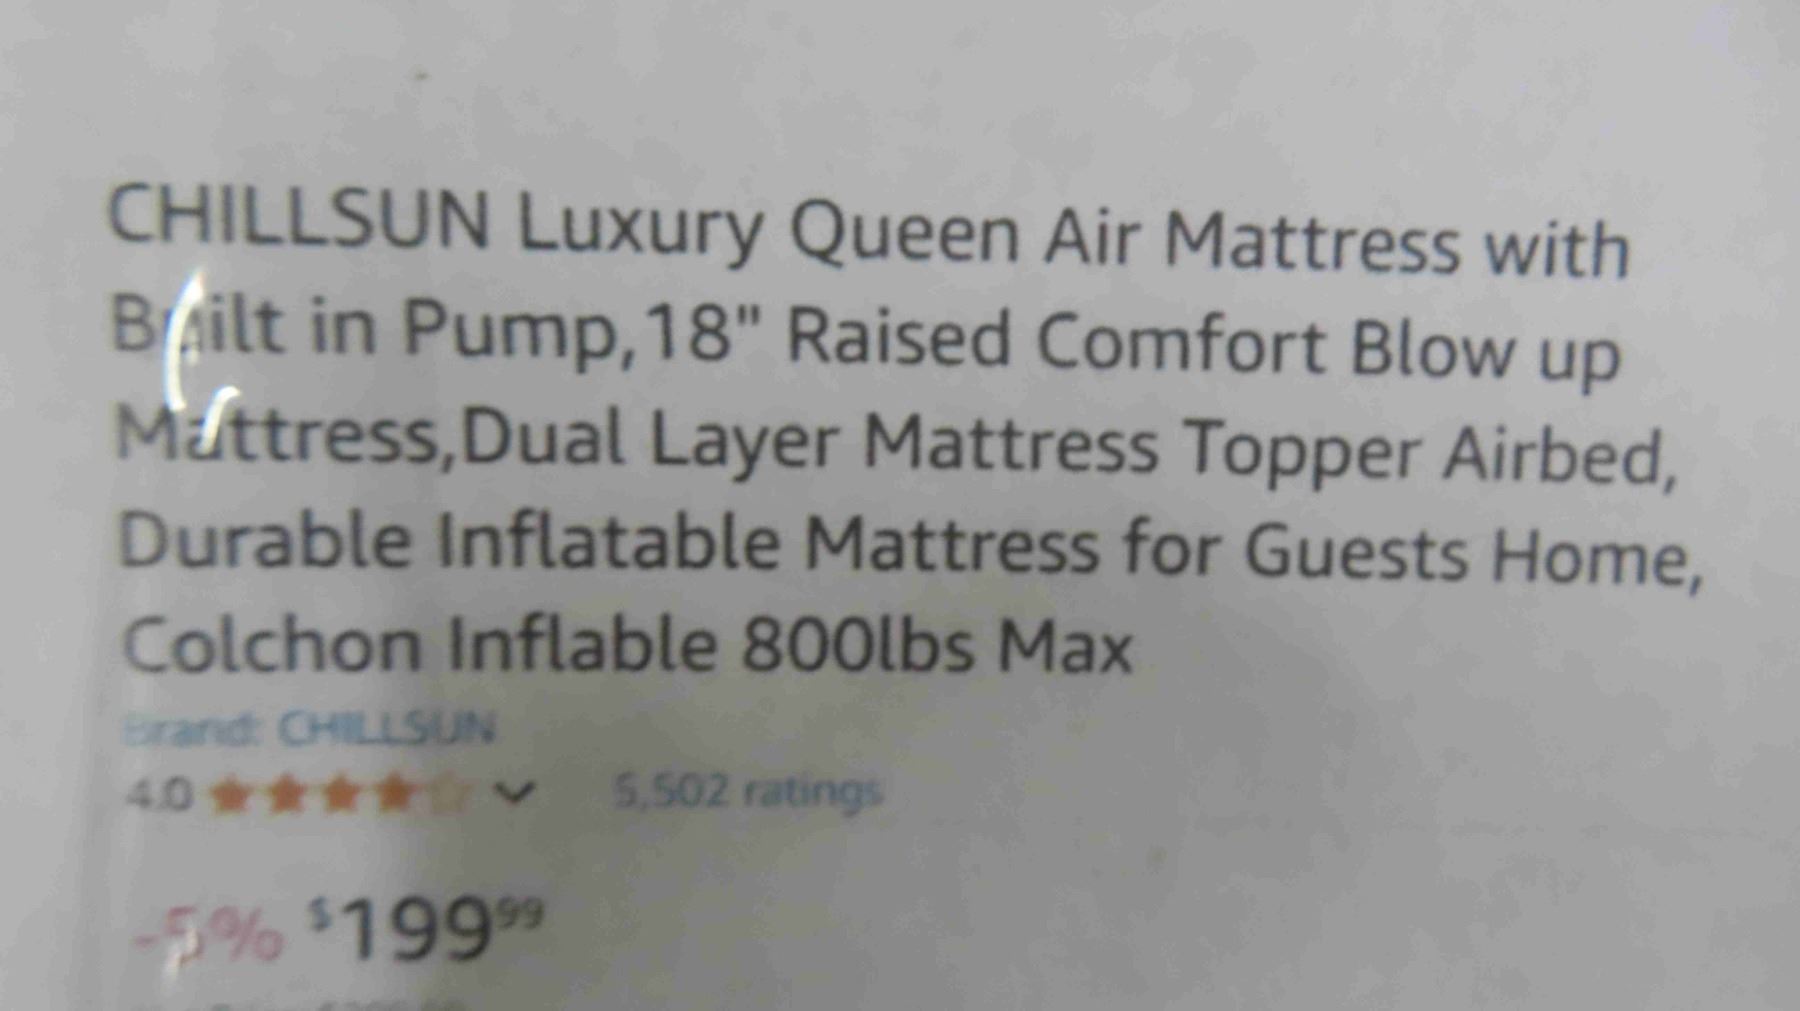 CHILLSUN Luxury Queen Air Mattress with
Built in Pump,18" Raised Comfort Blow up
Mattress,Dual Layer Mattress Topper Airbed,
Durable Inflatable Mattress for Guests Home,
Colchon Inflable 800lbs Max
Brand: CHILLSUN
4.0 5,502 ratings
-5% $19999